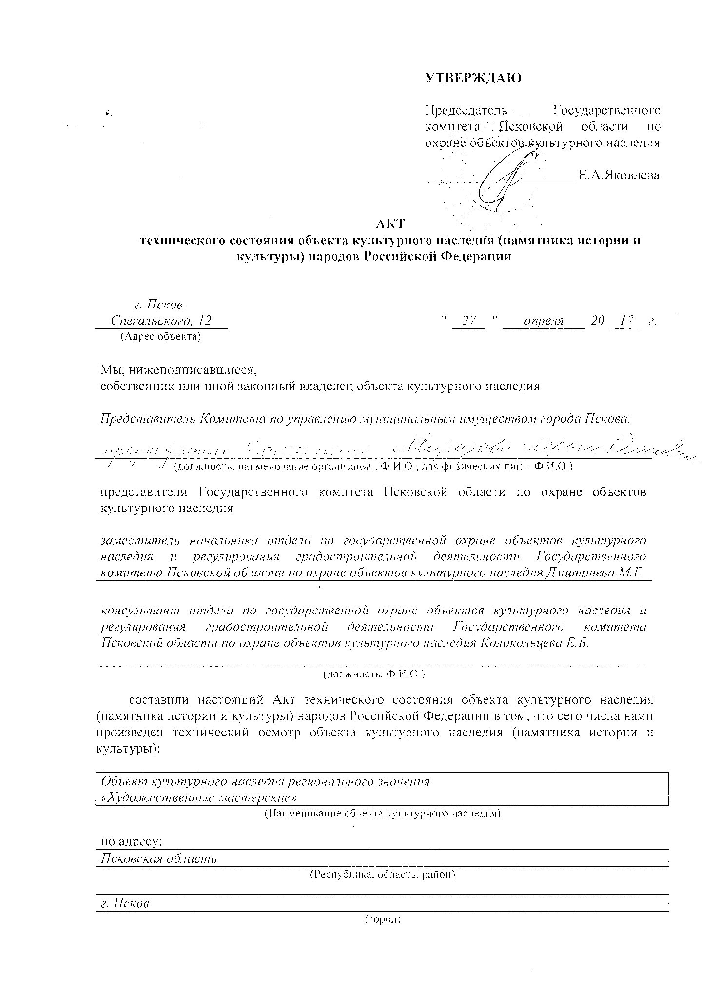 УТВЕРЖДАЮ
Председатель Государственного
комитета Псковской области по
охране объектов культурного наследия
Е.А.Яковлева
АКТ
технического состояния объекта культурного наследия (памятника истории и
культуры) народов Российской Федерации
г. Псков,
Спегальского, 12
" 27 " апреля 20 17 г.
(Адрес объекта)
Мы, нижеподписавшиеся,
собственник или иной законный владелец объекта культурного наследия
Представитель Комитета по управлению муниципальным имуществом города Пскова:
председатель
(должность, наименование организации, Ф.И.О.; для физических лиц - Ф.И.О.)
представители Государственного комитета Псковской области по охране объектов
культурного наследия
заместитель начальника отдела по государственной охране объектов культурного
наследия и регулирования градостроительной деятельности Государственного
комитета Псковской области по охране объектов культурного наследия Дмитриева М.Г.
консультант отдела по государственной охране объектов культурного наследия и
регулирования градостроительной деятельности Государственного комитета
Псковской области по охране объектов культурного наследия Колокольцева Е.Б.
(должность, Ф.И.О.)
составили настоящий Акт технического состояния объекта культурного наследия
(памятника истории и культуры) народов Российской Федерации в том, что сего числа нами
произведен технический осмотр объекта культурного наследия (памятника истории и
культуры):
Объект культурного наследия регионального значения
«Художественные мастерские»
(Наименование объекта культурного наследия)
по адресу:
Псковская область
(Республика, область, район)
г. Псков
(город)